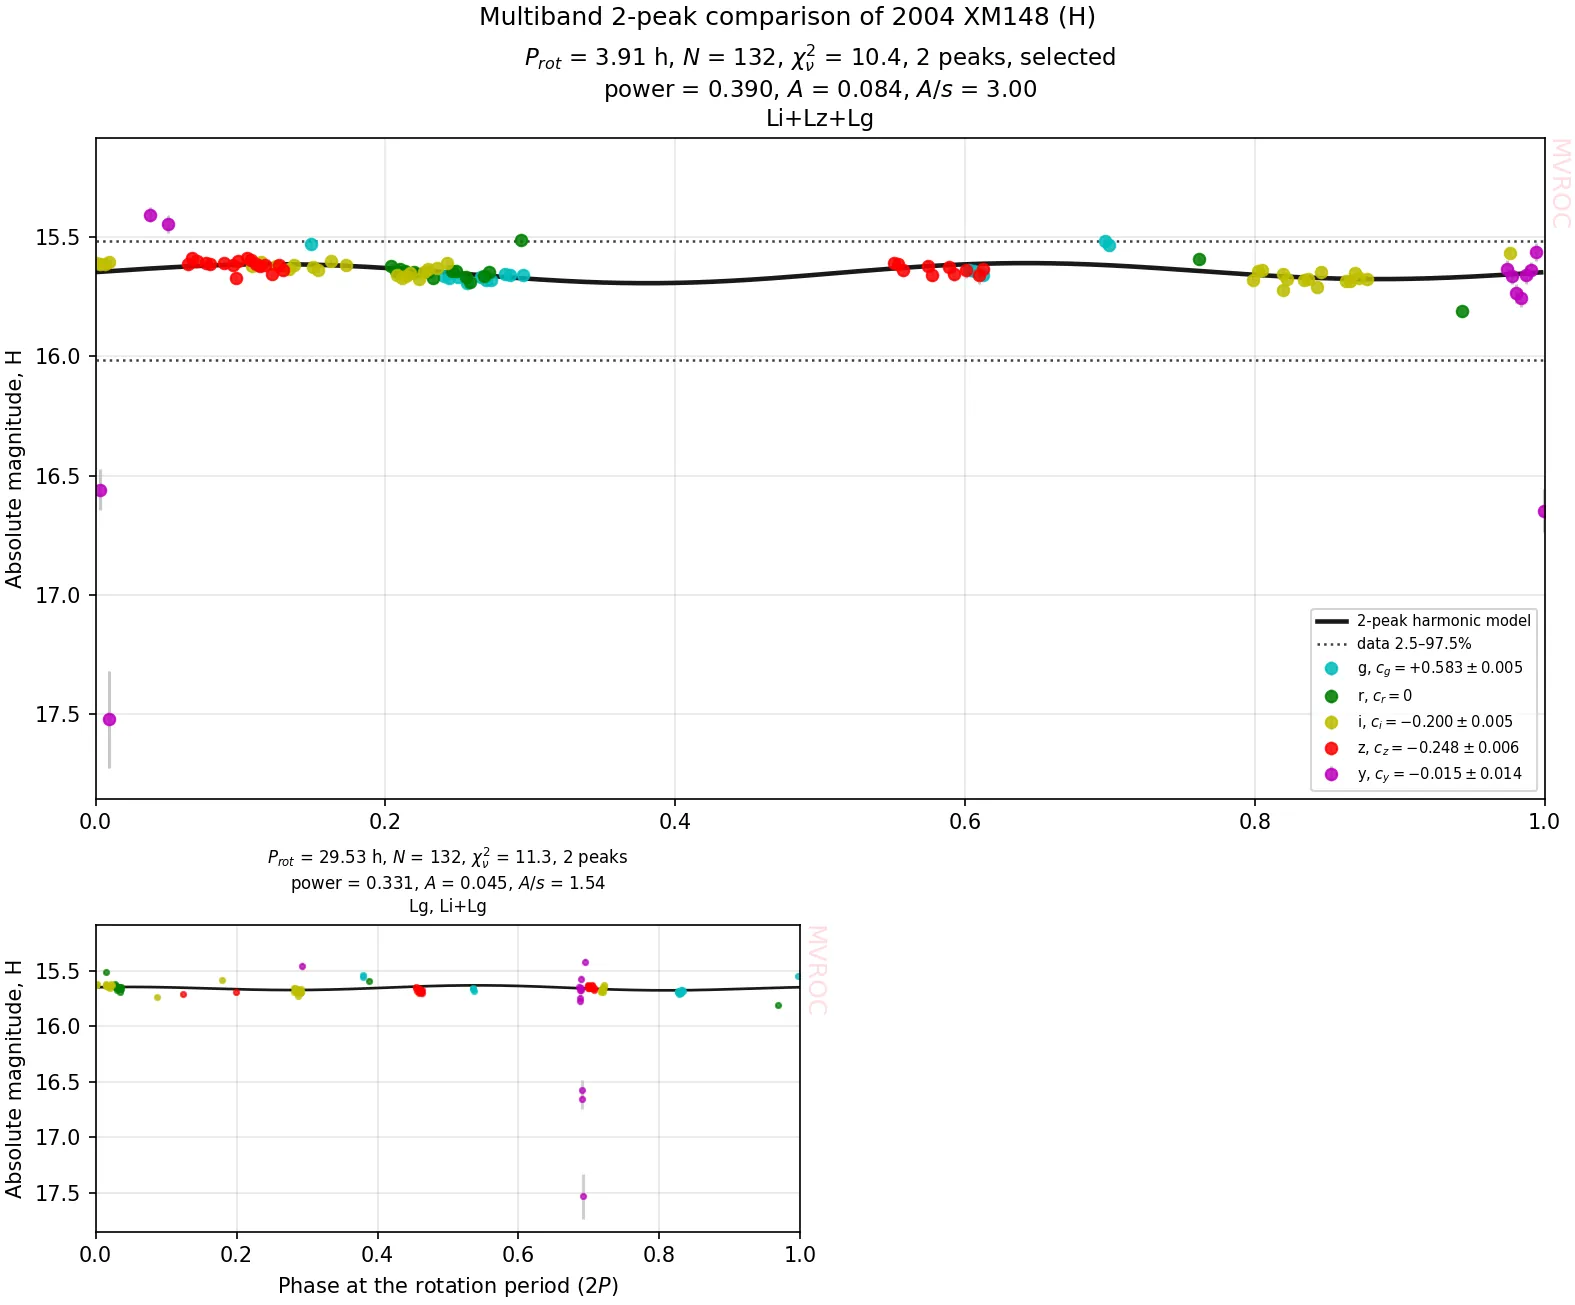 Multiband 2-peak comparison of 2004 XM148 (H)
P_rot = 3.91 h, N = 132, χ²_ν = 10.4, 2 peaks, selected
power = 0.390, A = 0.084, A/s = 3.00
Li+Lz+Lg
MVROC
Absolute magnitude, H
15.5
16.0
16.5
17.0
17.5
2-peak harmonic model
data 2.5–97.5%
g, c_g = +0.583 ± 0.005
r, c_r = 0
i, c_i = −0.200 ± 0.005
z, c_z = −0.248 ± 0.006
y, c_y = −0.015 ± 0.014
0.0 0.2 0.4 0.6 0.8 1.0
P_rot = 29.53 h, N = 132, χ²_ν = 11.3, 2 peaks
power = 0.331, A = 0.045, A/s = 1.54
Lg, Li+Lg
MVROC
Absolute magnitude, H
15.5
16.0
16.5
17.0
17.5
0.0 0.2 0.4 0.6 0.8 1.0
Phase at the rotation period (2P)